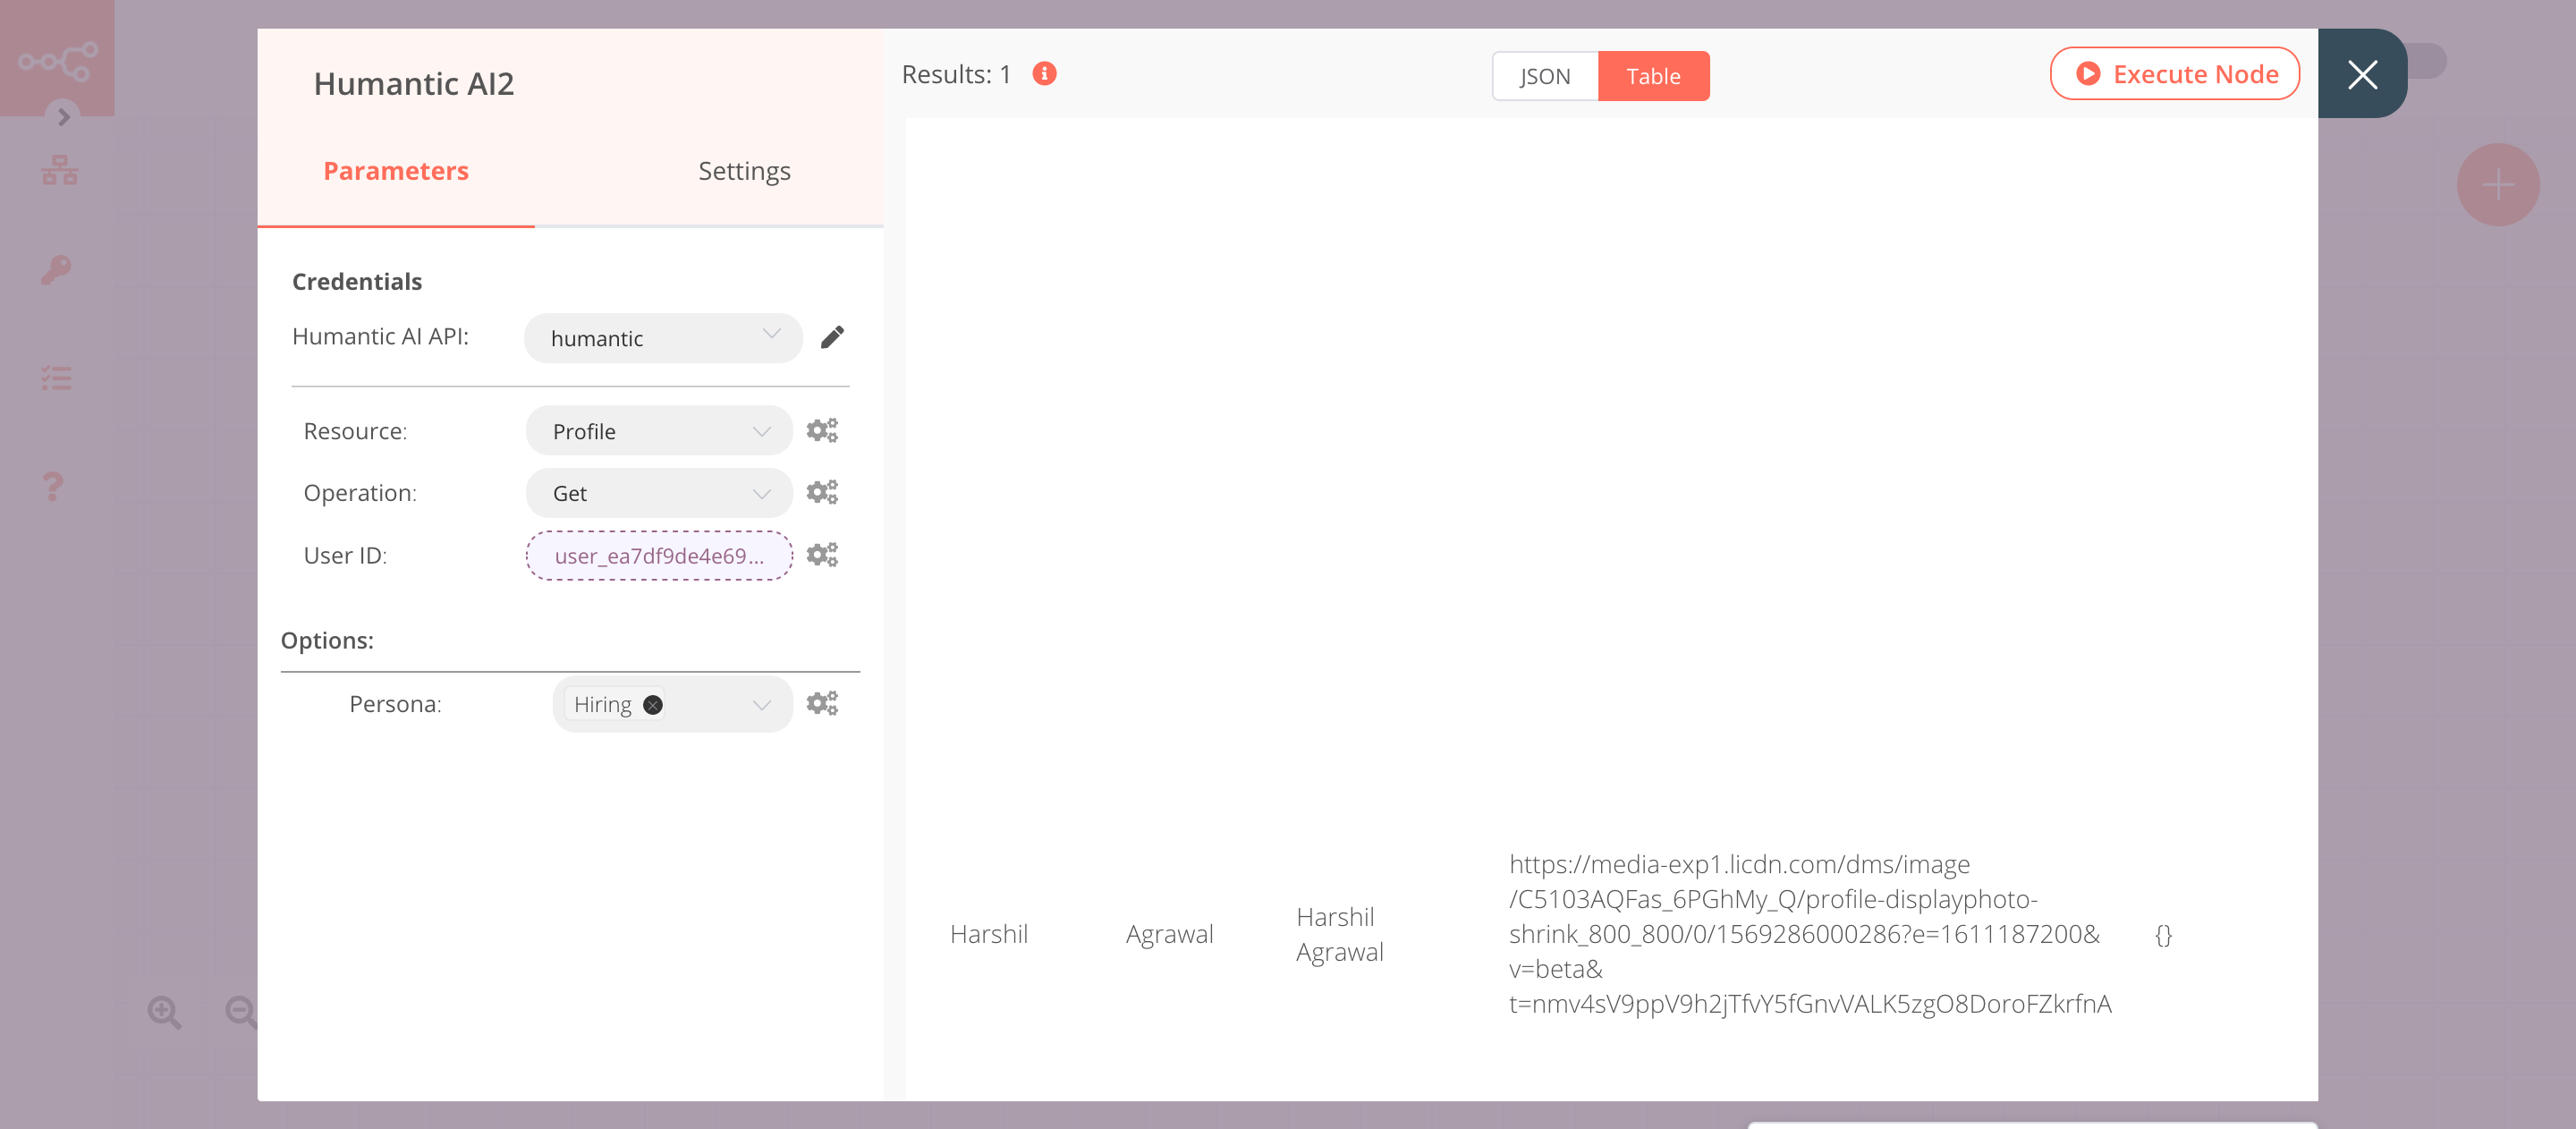 Humantic AI2
Parameters
Settings
Credentials
Humantic AI API:
humantic
Resource:
Profile
Operation:
Get
User ID:
user_ea7df9de4e69...
Options:
Persona:
Hiring
Results: 1
JSON
Table
Execute Node
Harshil
Agrawal
Harshil
Agrawal
https://media-exp1.licdn.com/dms/image
/C5103AQFas_6PGhMy_Q/profile-displayphoto-
shrink_800_800/0/1569286000286?e=1611187200&
v=beta&
t=nmv4sV9ppV9h2jTfvY5fGnvVALK5zgO8DoroFZkrfnA
{}